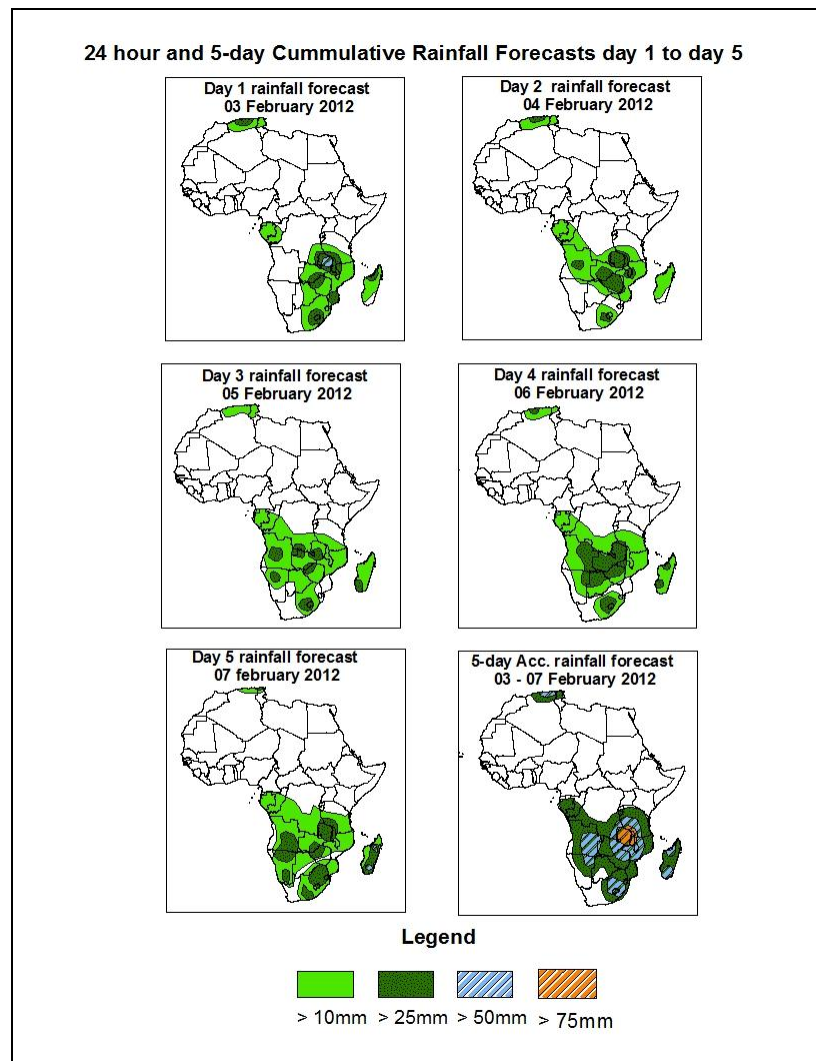 24 hour and 5-day Cummulative Rainfall Forecasts day 1 to day 5
Day 1 rainfall forecast
03 February 2012
Day 2 rainfall forecast
04 February 2012
Day 3 rainfall forecast
05 February 2012
Day 4 rainfall forecast
06 February 2012
Day 5 rainfall forecast
07 february 2012
5-day Acc. rainfall forecast
03 - 07 February 2012
Legend
> 10mm > 25mm > 50mm > 75mm